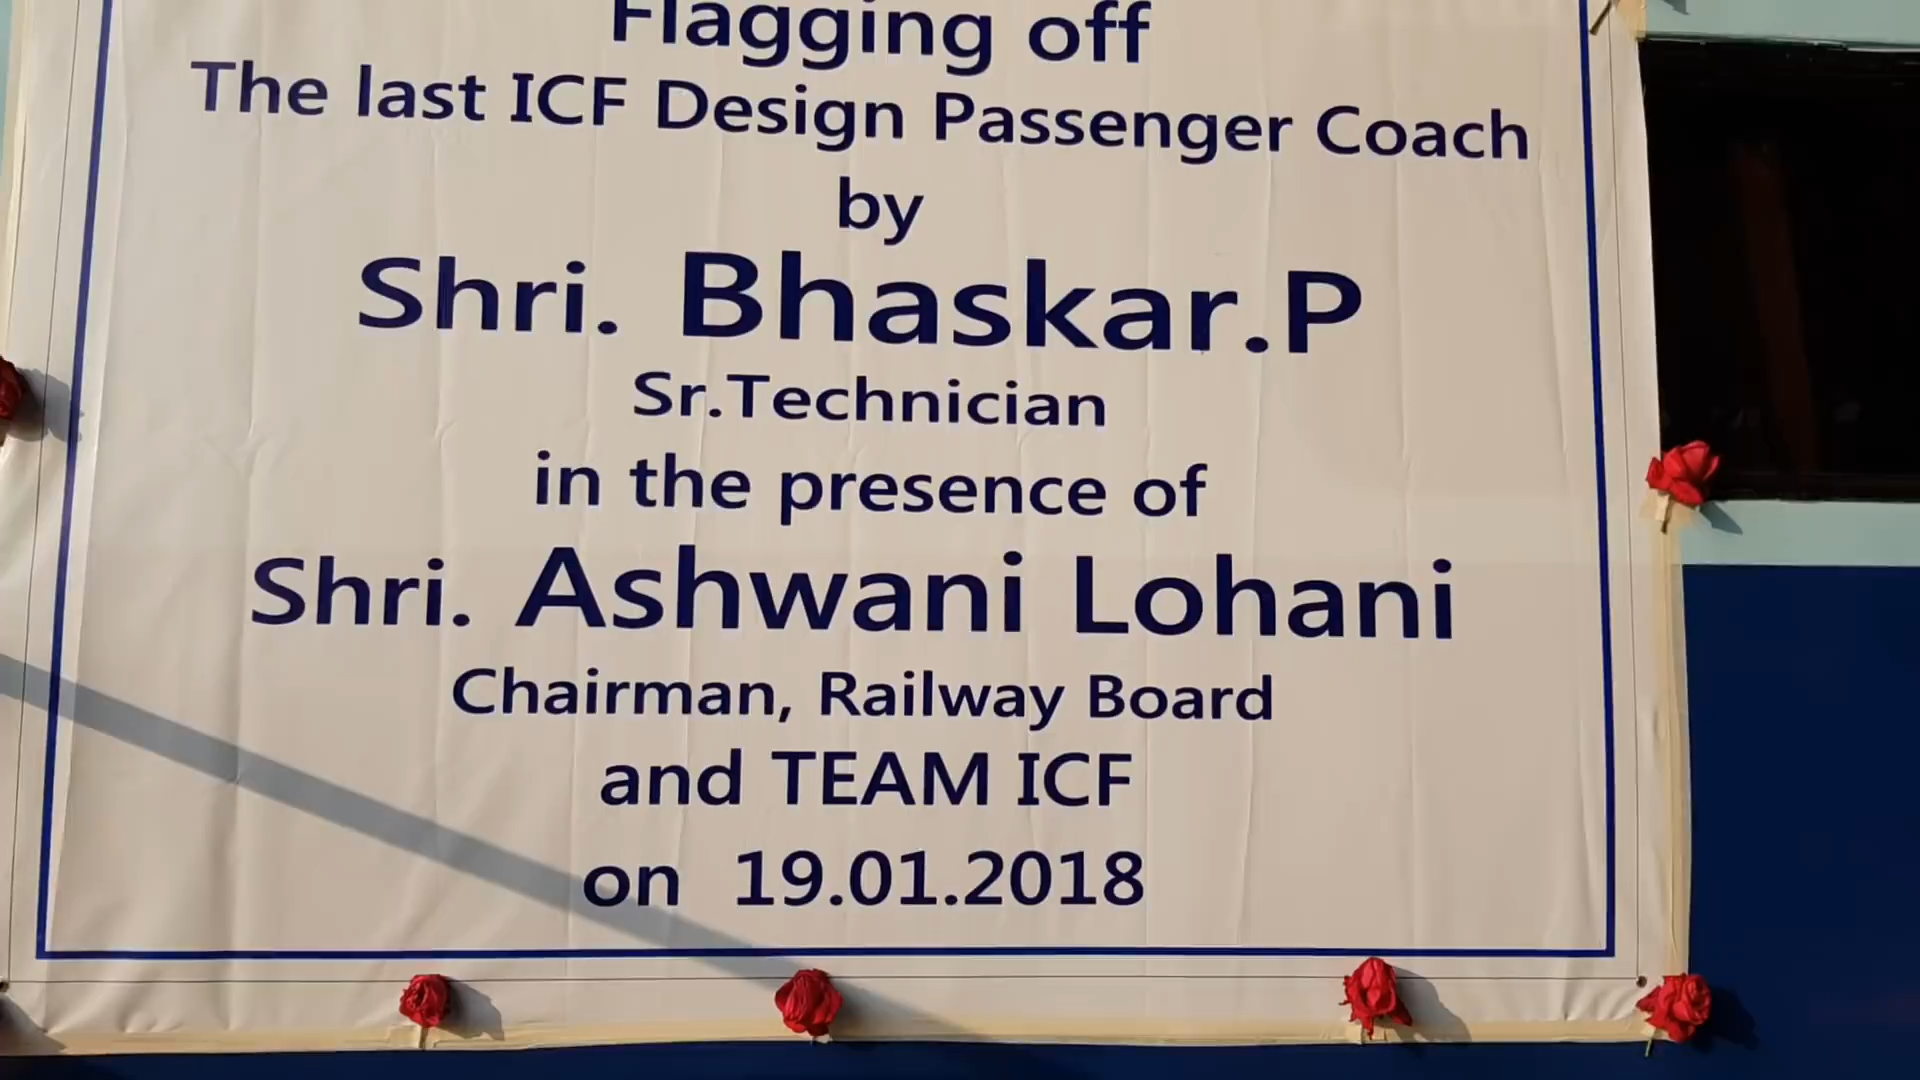 Flagging off
The last ICF Design Passenger Coach
by
Shri. Bhaskar.P
Sr.Technician
in the presence of
Shri. Ashwani Lohani
Chairman, Railway Board
and TEAM ICF
on 19.01.2018